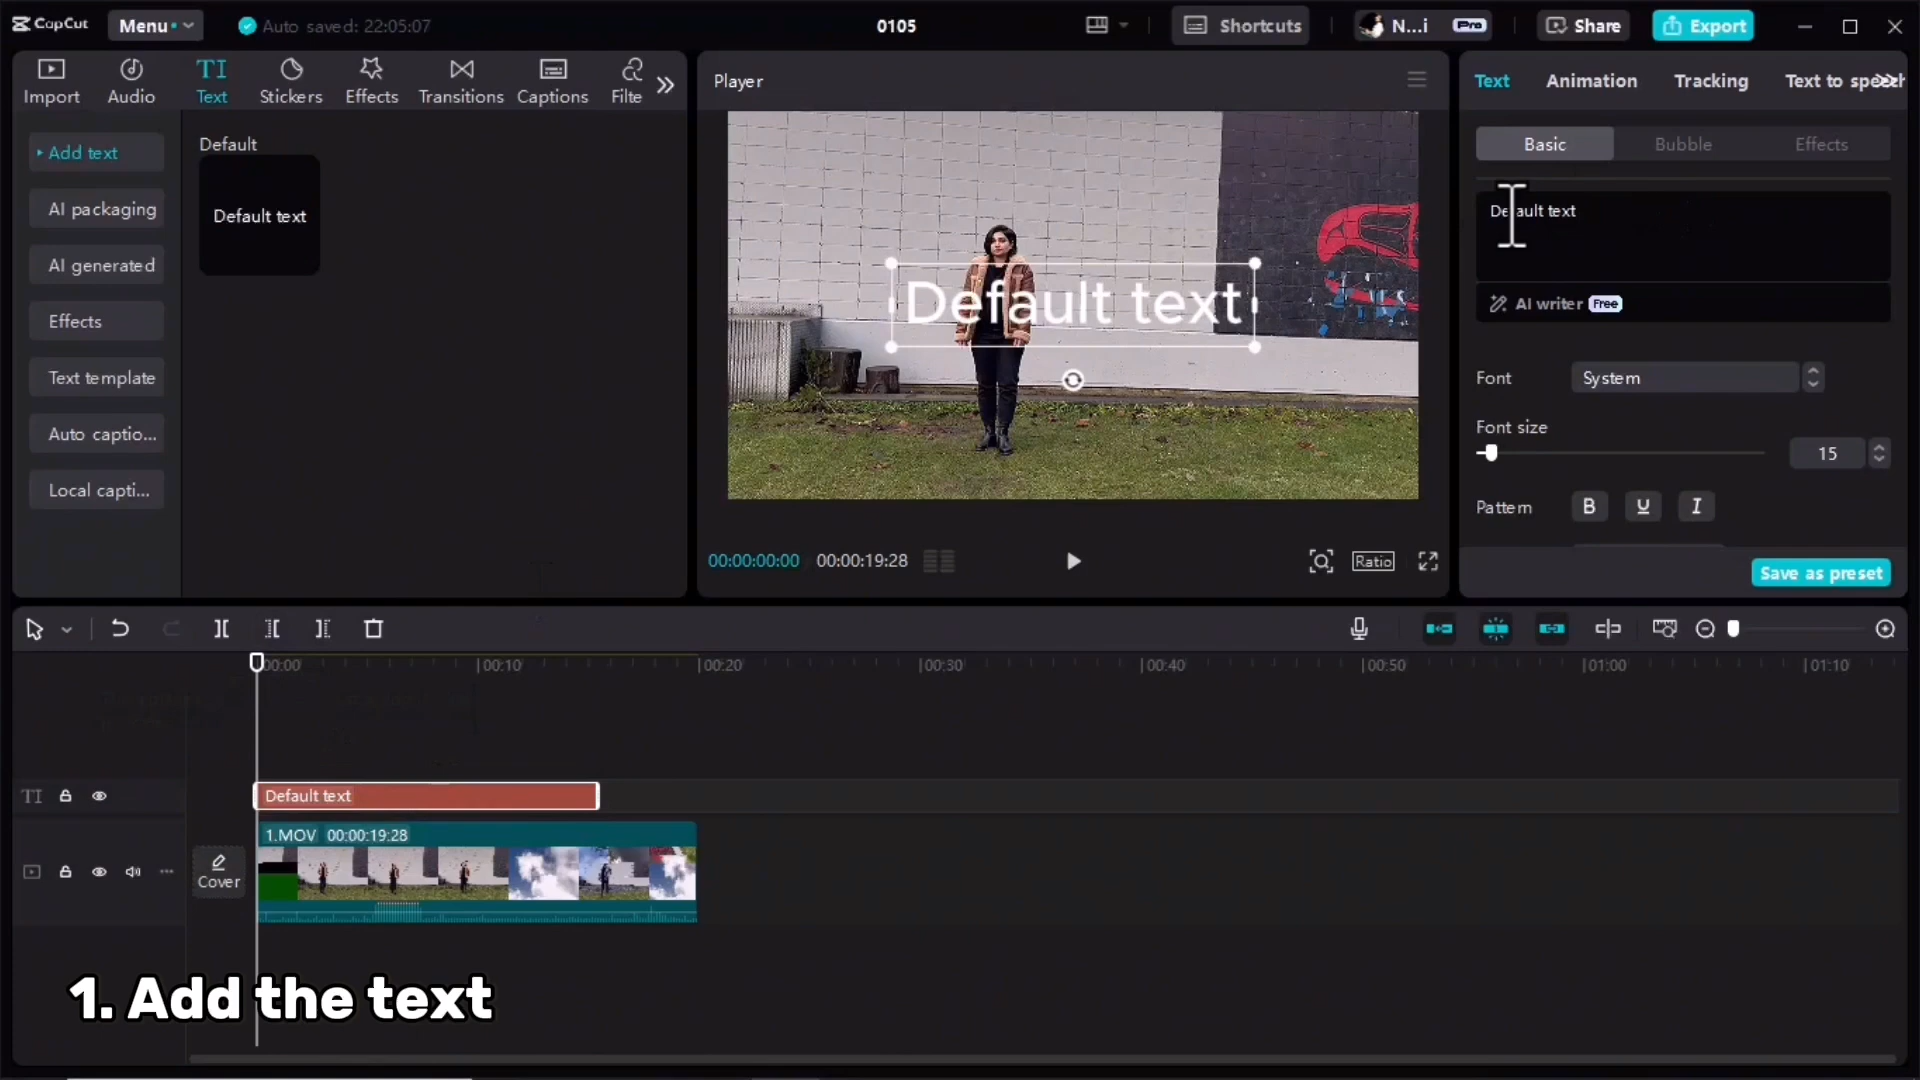 CapCut
Menu
Auto saved: 22:05:07
0105
Shortcuts
N...i
Pro
Share
Export
Import
Audio
TI
Text
Stickers
Effects
Transitions
Captions
Filte
Add text
AI packaging
AI generated
Effects
Text template
Auto captio...
Local capti...
Default
Default text
Player
Default text
00:00:00:00
00:00:19:28
Ratio
Text
Animation
Tracking
Text to speech
Basic
Bubble
Effects
Default text
AI writer
Free
Font
System
Font size
15
Pattern
B
U
I
Save as preset
00:00
00:10
00:20
00:30
00:40
00:50
01:00
01:10
TI
Default text
1.MOV 00:00:19:28
Cover
1. Add the text